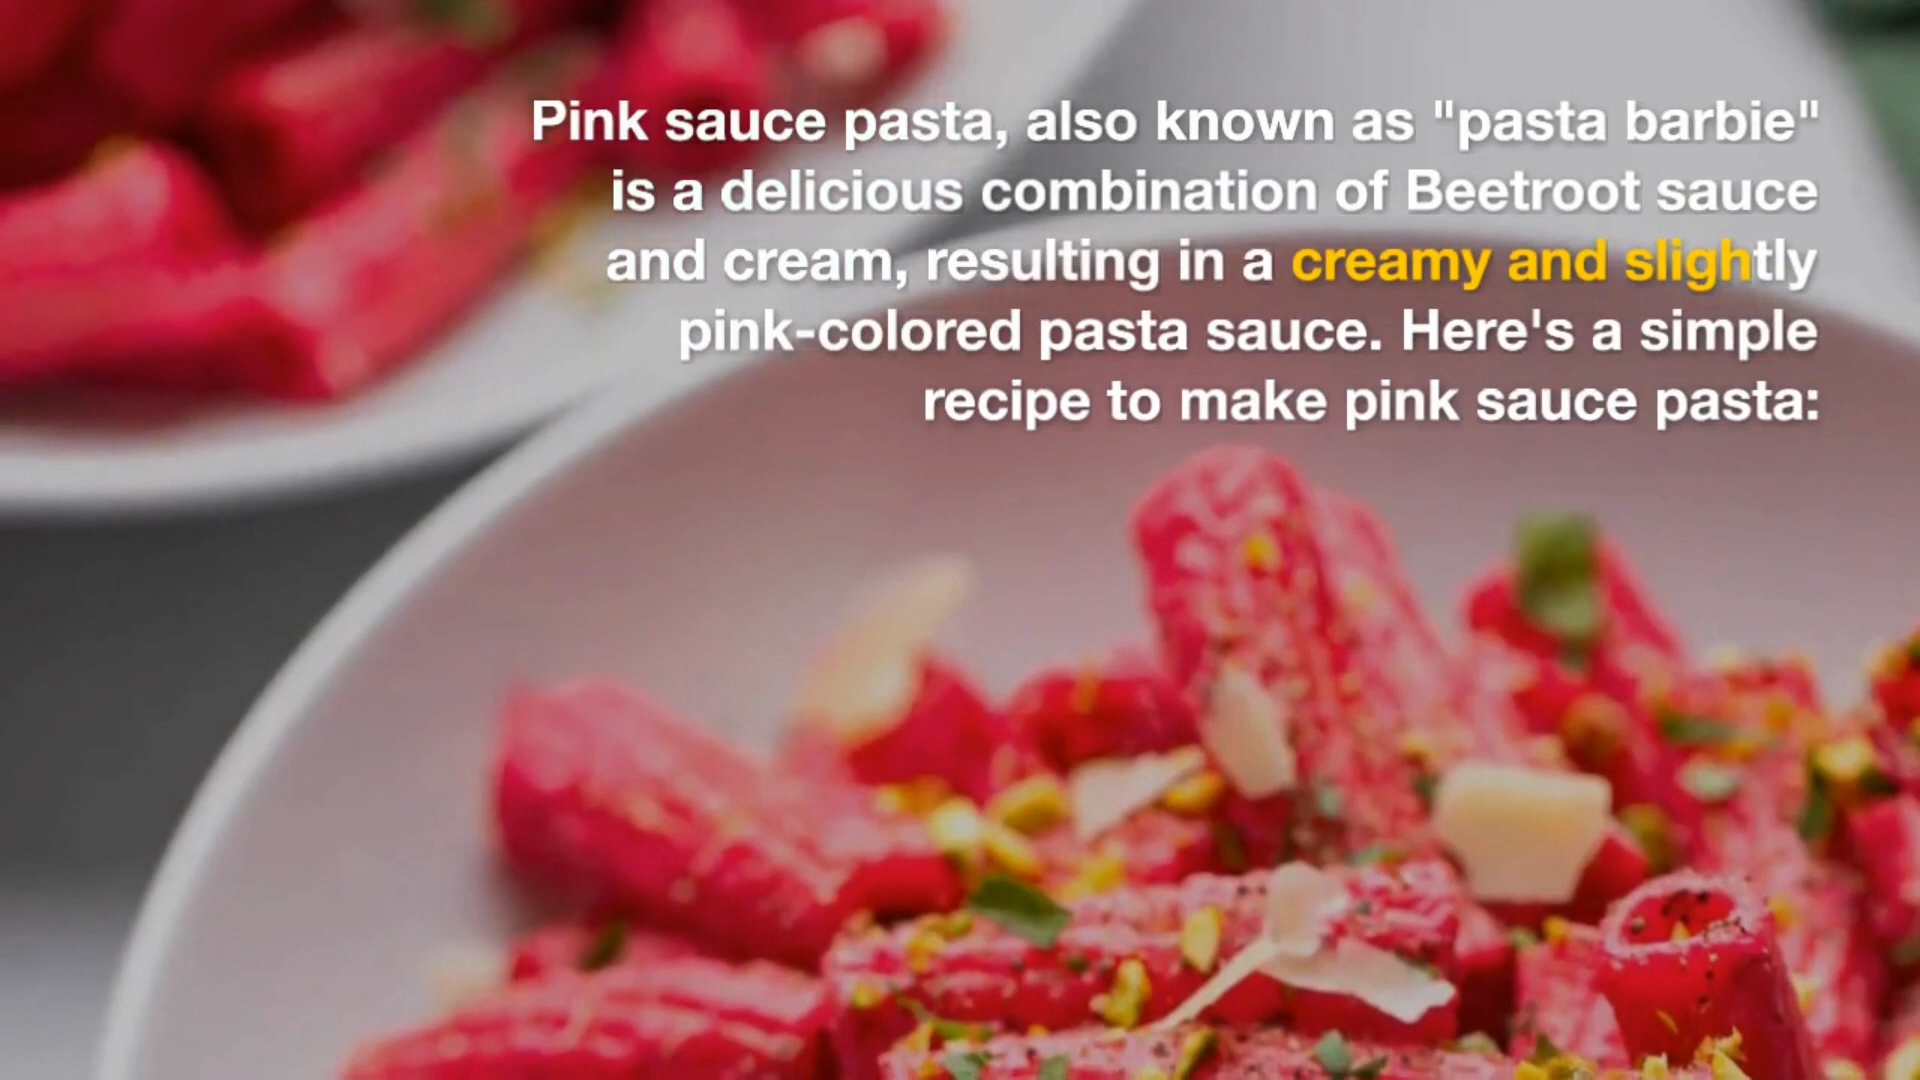 Pink sauce pasta, also known as "pasta barbie"
is a delicious combination of Beetroot sauce
and cream, resulting in a creamy and slightly
pink-colored pasta sauce. Here's a simple
recipe to make pink sauce pasta: